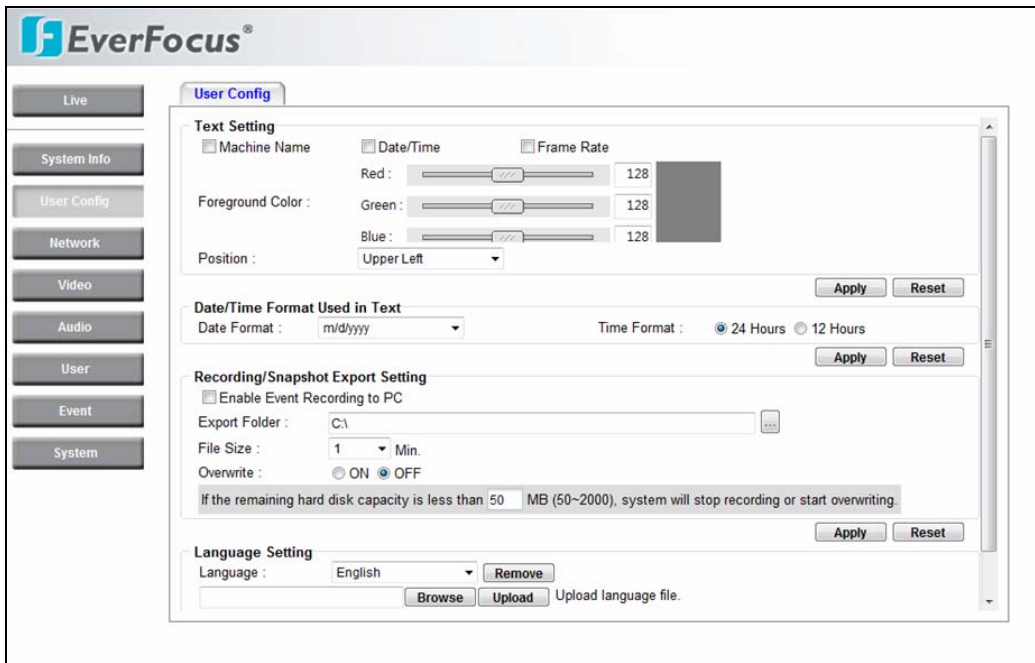 EverFocus®
Live
System Info
User Config
Network
Video
Audio
User
Event
System
User Config
Text Setting
Machine Name Date/Time Frame Rate
Foreground Color :
Red : 128
Green : 128
Blue : 128
Position : Upper Left
Apply Reset
Date/Time Format Used in Text
Date Format : m/d/yyyy Time Format : 24 Hours 12 Hours
Apply Reset
Recording/Snapshot Export Setting
Enable Event Recording to PC
Export Folder : C:\ ...
File Size : 1 Min.
Overwrite : ON OFF
If the remaining hard disk capacity is less than 50 MB (50~2000), system will stop recording or start overwriting.
Apply Reset
Language Setting
Language : English Remove
Browse Upload Upload language file.